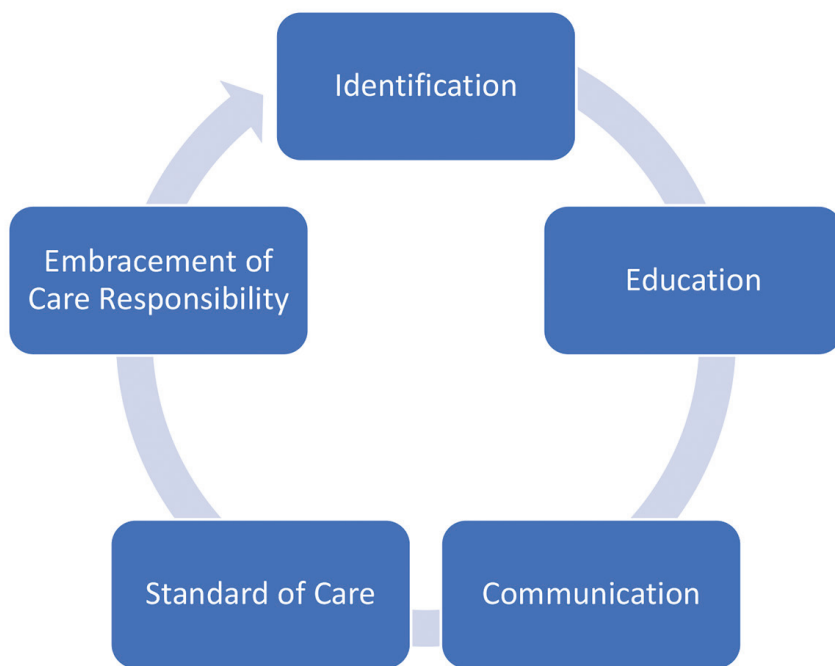 Identification
Education
Communication
Standard of Care
Embracement of
Care Responsibility